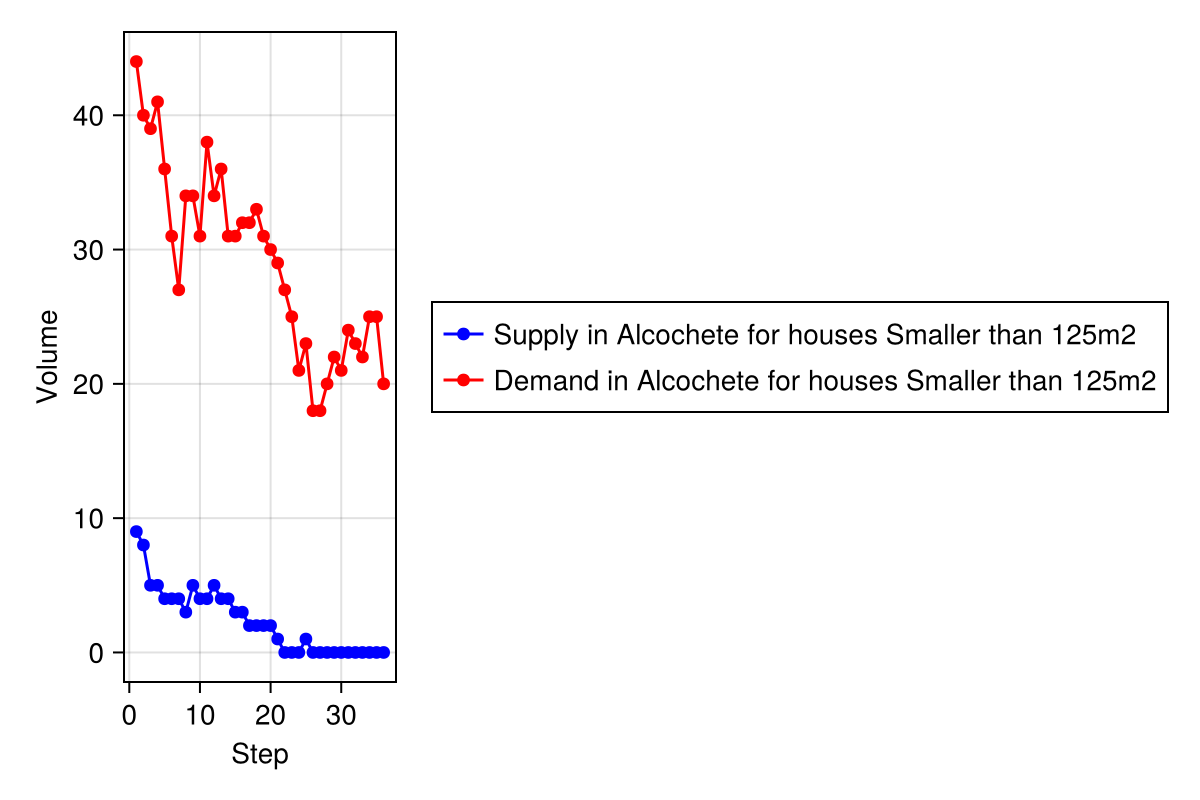 Volume
40
30
20
10
0
0 10 20 30
Step
Supply in Alcochete for houses Smaller than 125m2
Demand in Alcochete for houses Smaller than 125m2